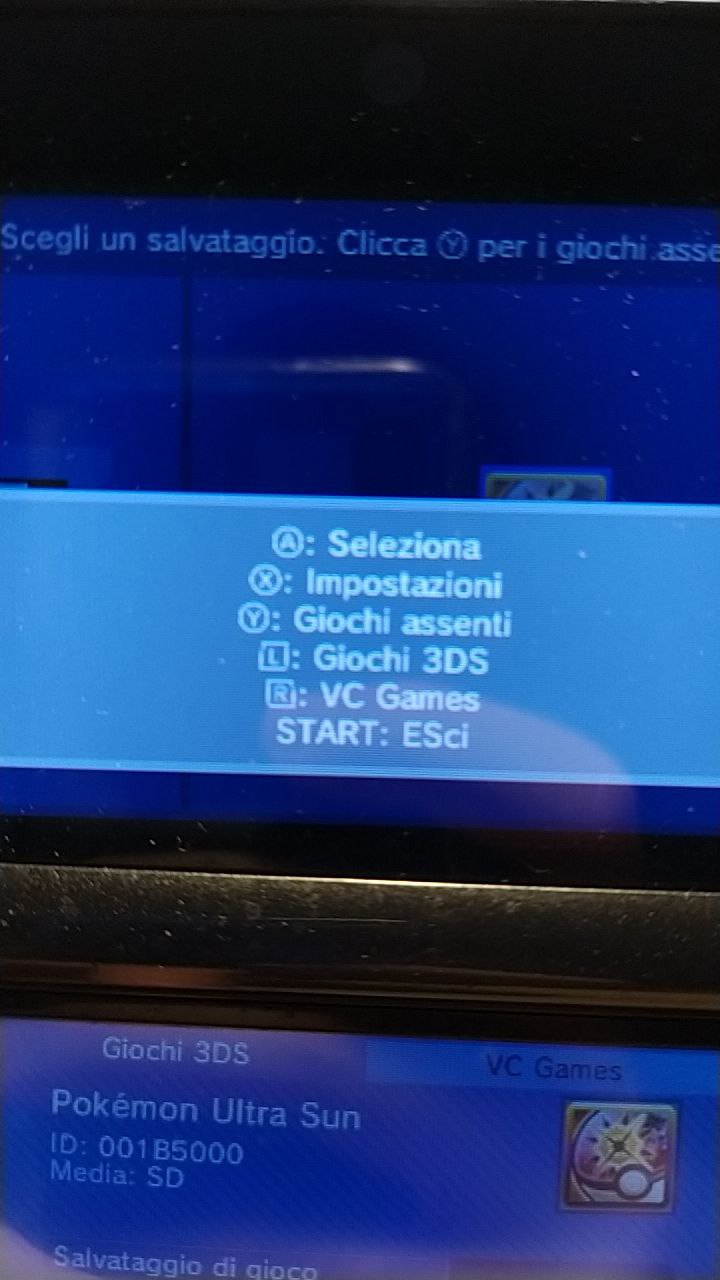 Scegli un salvataggio. Clicca Ⓨ per i giochi asse
Ⓐ: Seleziona
Ⓧ: Impostazioni
Ⓨ: Giochi assenti
L: Giochi 3DS
R: VC Games
START: ESci
Giochi 3DS
VC Games
Pokémon Ultra Sun
ID: 001B5000
Media: SD
Salvataggio di gioco